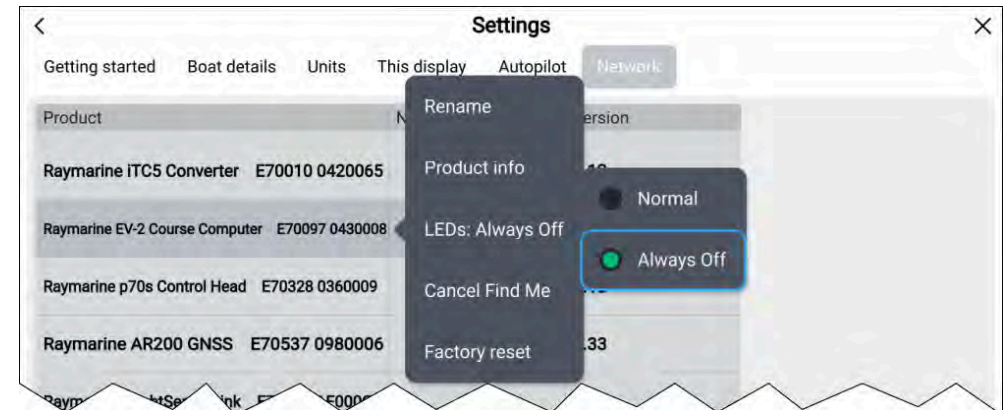 Settings
Getting started Boat details Units This display Autopilot Network
Product N ersion
Rename
Raymarine iTC5 Converter E70010 0420065
Product info
Normal
Raymarine EV-2 Course Computer E70097 0430008
LEDs: Always Off
Always Off
Raymarine p70s Control Head E70328 0360009
Cancel Find Me
Raymarine AR200 GNSS E70537 0980006 .33
Factory reset